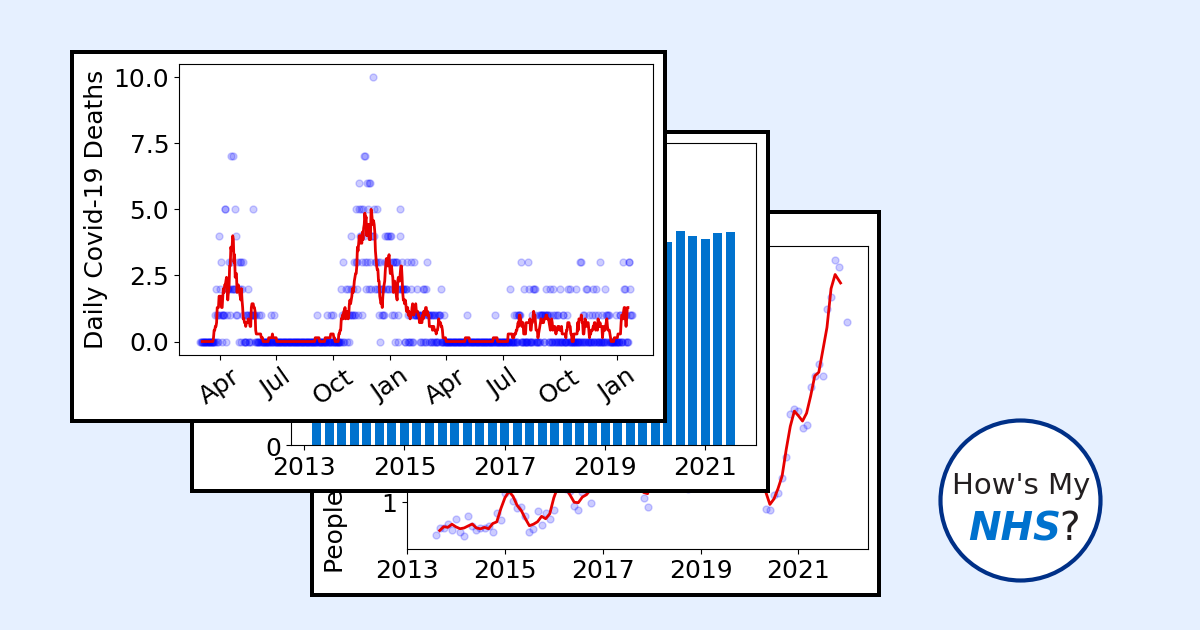 Daily Covid-19 Deaths
10.0
7.5
5.0
2.5
0.0
Apr Jul Oct Jan Apr Jul Oct Jan
0
2013 2015 2017 2019 2021
People
1
2013 2015 2017 2019 2021
How's My
NHS?